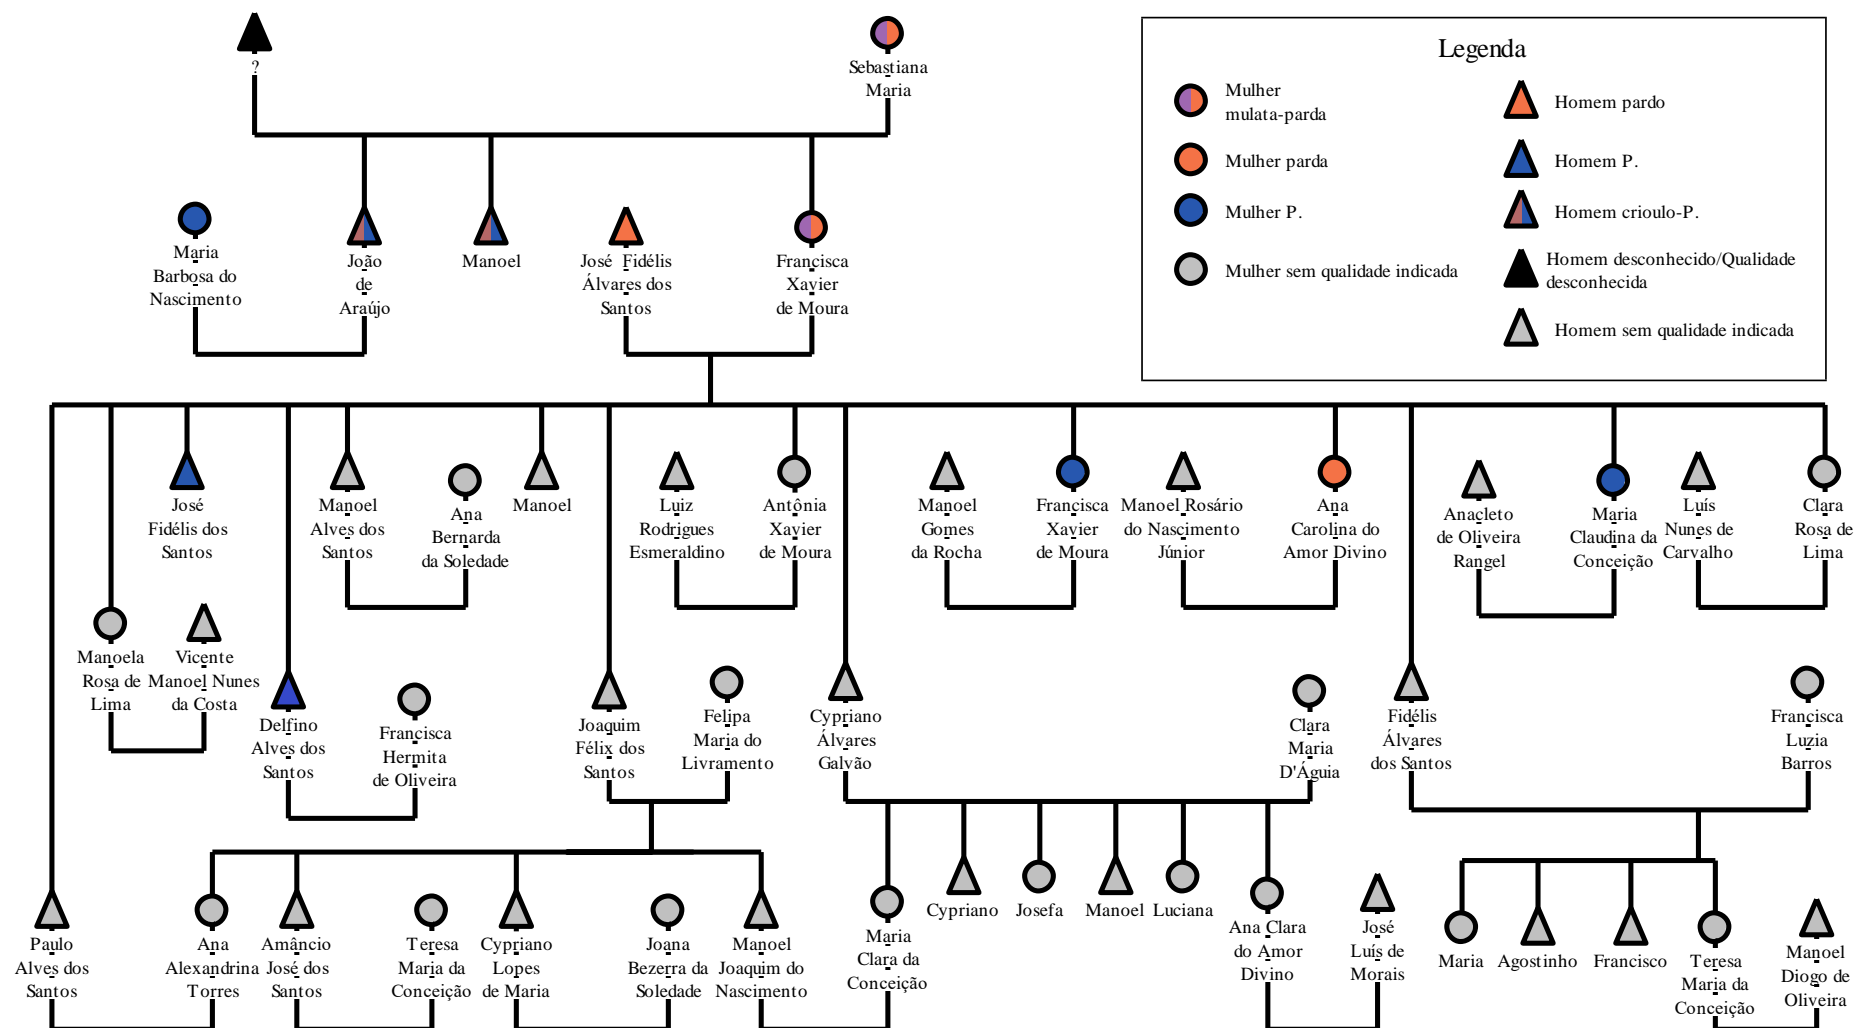 ?
Sebastiana
Maria
Legenda
Mulher
mulata-parda
Homem pardo
Mulher parda
Homem P.
Mulher P.
Homem crioulo-P.
Mulher sem qualidade indicada
Homem desconhecido/Qualidade
desconhecida
Homem sem qualidade indicada
Maria
Barbosa do
Nascimento
João
de
Araújo
Manoel
José Fidélis
Álvares dos
Santos
Francisca
Xavier
de Moura
José
Fidélis dos
Santos
Manoel
Alves dos
Santos
Ana
Bernarda
da Soledade
Manoel
Luiz
Rodrigues
Esmeraldino
Antônia
Xavier
de Moura
Manoel
Gomes
da Rocha
Francisca
Xavier
de Moura
Manoel Rosário
do Nascimento
Júnior
Ana
Carolina do
Amor Divino
Anacleto
de Oliveira
Rangel
Maria
Claudina da
Conceição
Luís
Nunes de
Carvalho
Clara
Rosa de
Lima
Manoela
Rosa de
Lima
Vicente
Manoel Nunes
da Costa
Delfino
Alves dos
Santos
Francisca
Hermita
de Oliveira
Joaquim
Félix dos
Santos
Felipa
Maria do
Livramento
Cypriano
Álvares
Galvão
Clara
Maria
D'Águia
Fidélis
Álvares
dos Santos
Francisca
Luzia
Barros
Paulo
Alves dos
Santos
Ana
Alexandrina
Torres
Amâncio
José dos
Santos
Teresa
Maria da
Conceição
Cypriano
Lopes
de Maria
Joana
Bezerra da
Soledade
Manoel
Joaquim do
Nascimento
Maria
Clara da
Conceição
Cypriano
Josefa
Manoel
Luciana
Ana Clara
do Amor
Divino
José
Luís de
Morais
Maria
Agostinho
Francisco
Teresa
Maria da
Conceição
Manoel
Diogo de
Oliveira